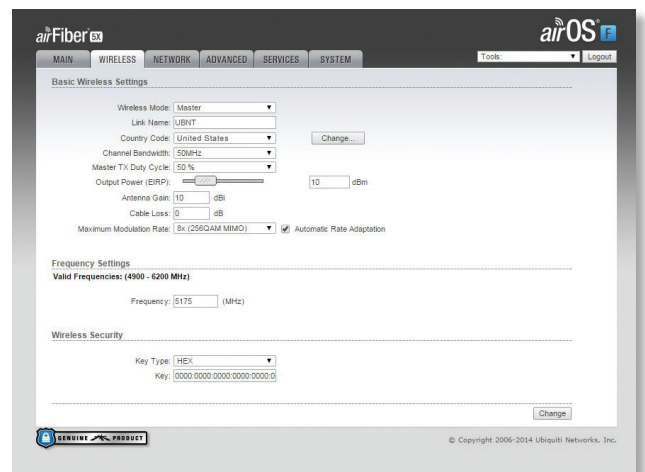 airFiber 5X
airOS F
MAIN WIRELESS NETWORK ADVANCED SERVICES SYSTEM Tools: Logout
Basic Wireless Settings
Wireless Mode: Master
Link Name: UBNT
Country Code: United States Change...
Channel Bandwidth: 50MHz
Master TX Duty Cycle: 50 %
Output Power (EIRP): 10 dBm
Antenna Gain: 10 dBi
Cable Loss: 0 dB
Maximum Modulation Rate: 8x (256QAM MIMO) Automatic Rate Adaptation
Frequency Settings
Valid Frequencies: (4900 - 6200 MHz)
Frequency: 5175 (MHz)
Wireless Security
Key Type: HEX
Key: 0000:0000:0000:0000:0000:0
Change
GENUINE PRODUCT
© Copyright 2006-2014 Ubiquiti Networks, Inc.